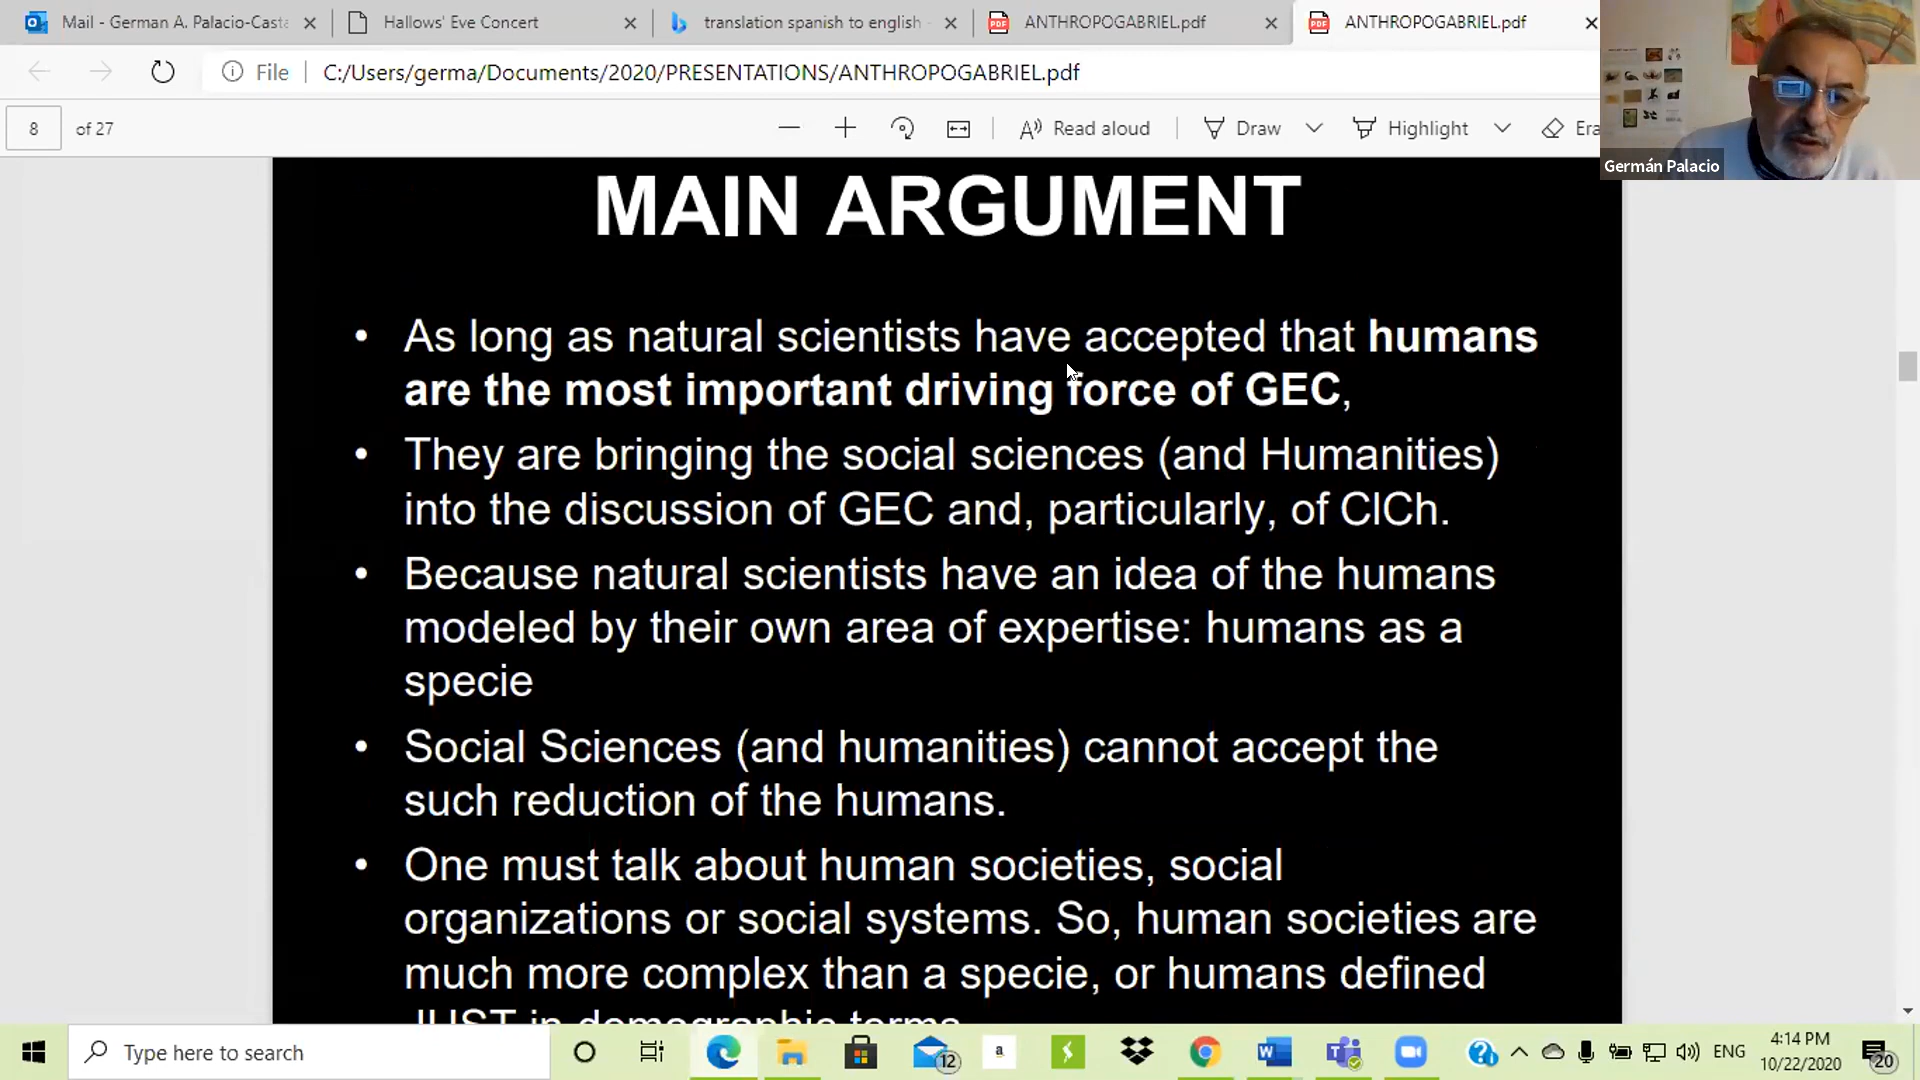 Mail - German A. Palacio-Casta
Hallows' Eve Concert
translation spanish to english -
ANTHROPOGABRIEL.pdf
ANTHROPOGABRIEL.pdf
File
C:/Users/germa/Documents/2020/PRESENTATIONS/ANTHROPOGABRIEL.pdf
8 of 27
Read aloud
Draw
Highlight
Era
Germán Palacio
MAIN ARGUMENT
• As long as natural scientists have accepted that humans
are the most important driving force of GEC,
• They are bringing the social sciences (and Humanities)
into the discussion of GEC and, particularly, of ClCh.
• Because natural scientists have an idea of the humans
modeled by their own area of expertise: humans as a
specie
• Social Sciences (and humanities) cannot accept the
such reduction of the humans.
• One must talk about human societies, social
organizations or social systems. So, human societies are
much more complex than a specie, or humans defined
JUST in demographic terms
Type here to search
12
ENG
4:14 PM
10/22/2020
20